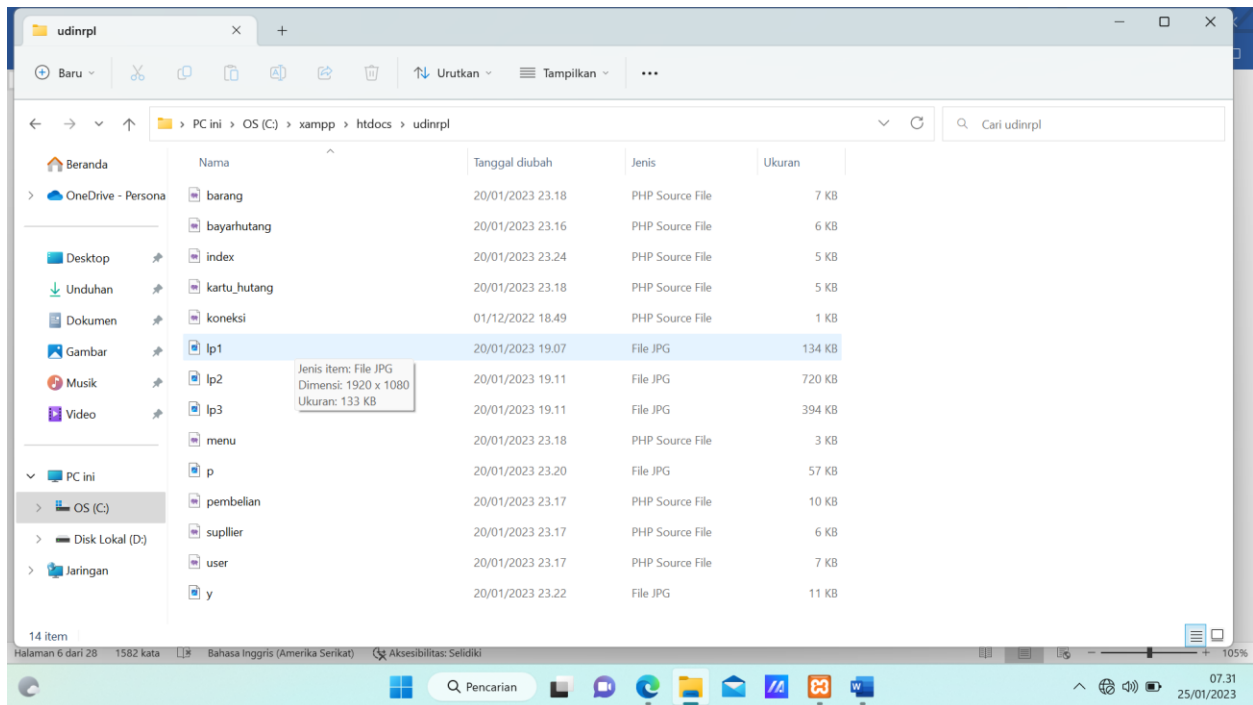 udinrpl
Baru
Urutkan
Tampilkan
PC ini > OS (C:) > xampp > htdocs > udinrpl
Cari udinrpl
Beranda
OneDrive - Persona
Desktop
Unduhan
Dokumen
Gambar
Musik
Video
PC ini
OS (C:)
Disk Lokal (D:)
Jaringan
Nama Tanggal diubah Jenis Ukuran
barang 20/01/2023 23.18 PHP Source File 7 KB
bayarhutang 20/01/2023 23.16 PHP Source File 6 KB
index 20/01/2023 23.24 PHP Source File 5 KB
kartu_hutang 20/01/2023 23.18 PHP Source File 5 KB
koneksi 01/12/2022 18.49 PHP Source File 1 KB
lp1 20/01/2023 19.07 File JPG 134 KB
lp2 20/01/2023 19.11 File JPG 720 KB
lp3 20/01/2023 19.11 File JPG 394 KB
menu 20/01/2023 23.18 PHP Source File 3 KB
p 20/01/2023 23.20 File JPG 57 KB
pembelian 20/01/2023 23.17 PHP Source File 10 KB
supllier 20/01/2023 23.17 PHP Source File 6 KB
user 20/01/2023 23.17 PHP Source File 7 KB
y 20/01/2023 23.22 File JPG 11 KB
Jenis item: File JPG
Dimensi: 1920 x 1080
Ukuran: 133 KB
14 item
Halaman 6 dari 28 1582 kata Bahasa Inggris (Amerika Serikat) Aksesibilitas: Selidiki 105%
Pencarian
07.31
25/01/2023